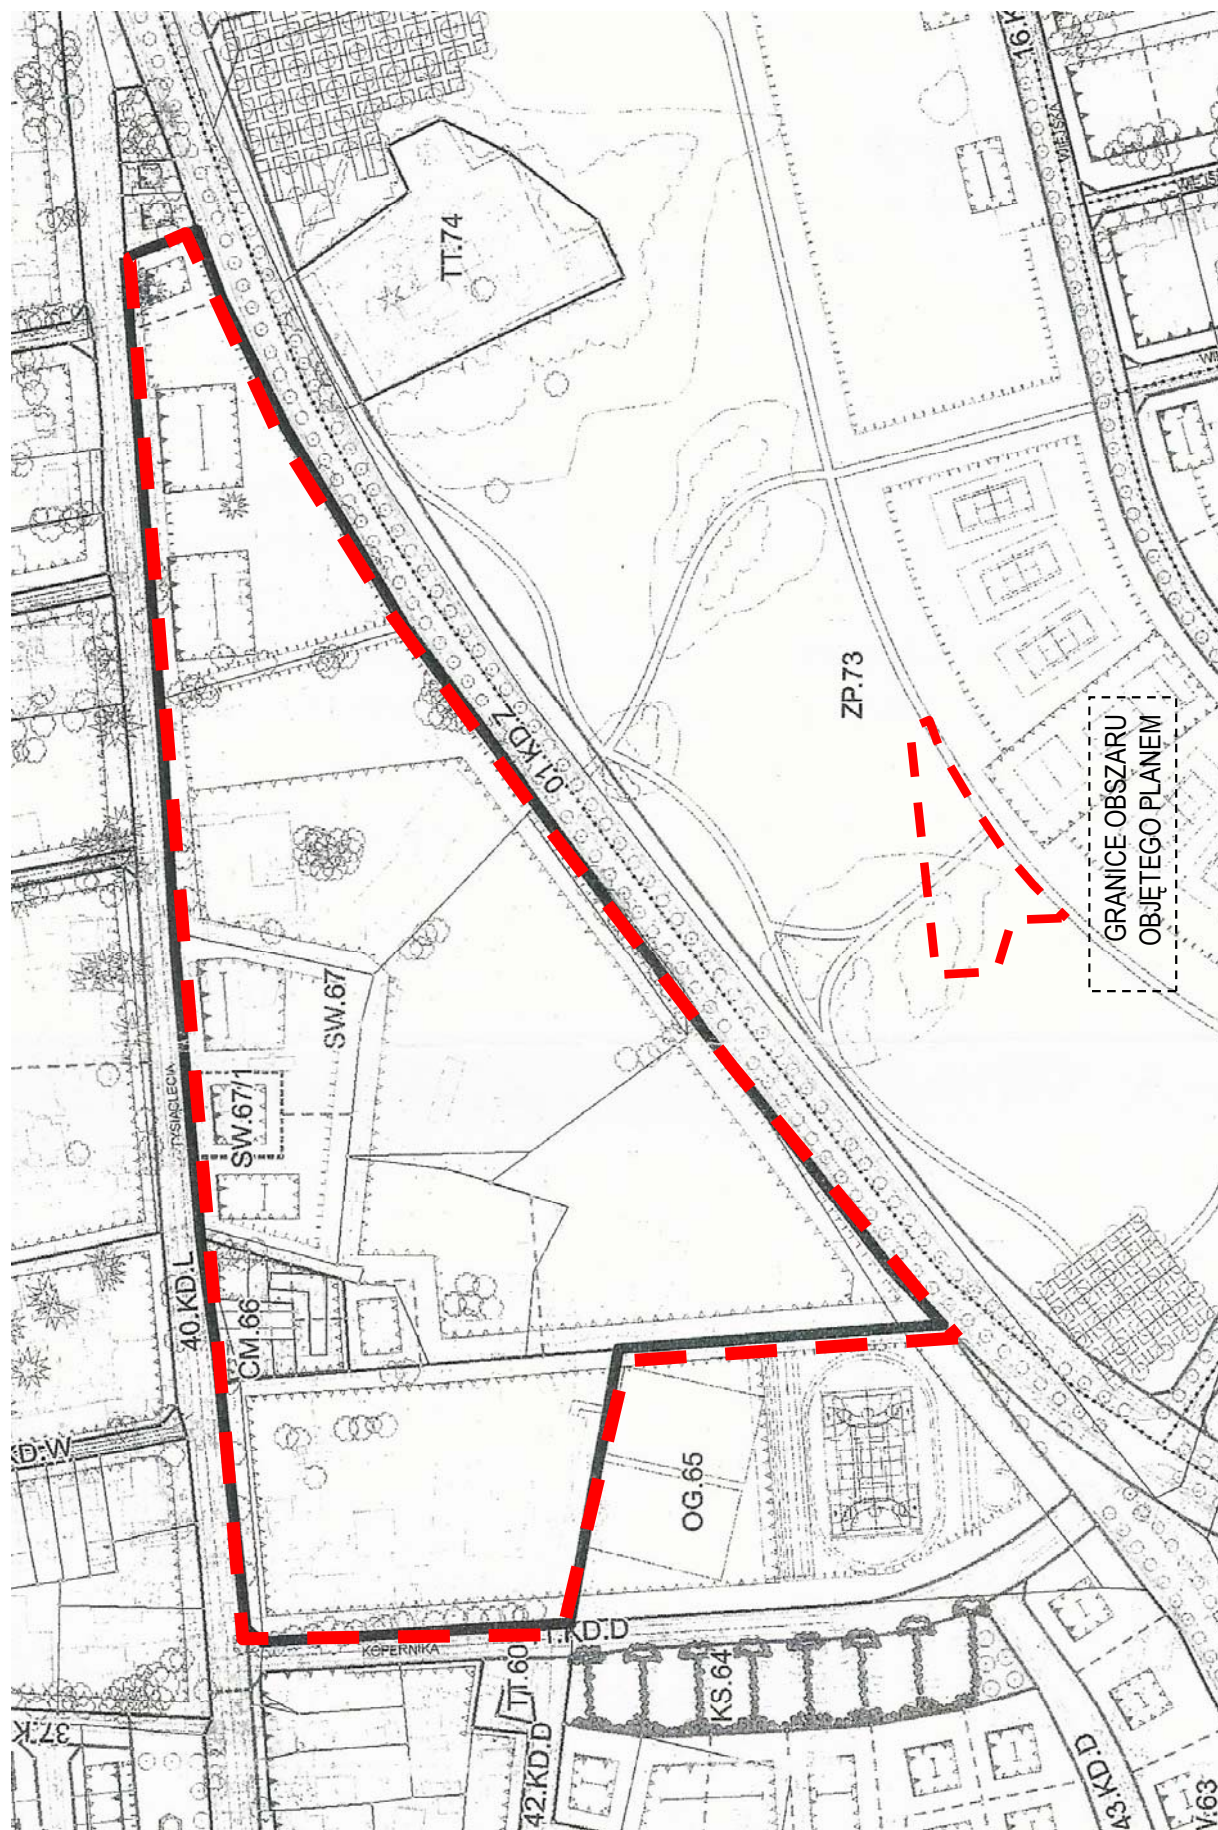 16.K
WIEJSKA
TT.74
01.KD.Z
ZP.73
GRANICE OBSZARU
OBJĘTEGO PLANEM
SW.67
SW.67/1
TYSIĄCLECIA
40.KD.L
CM.66
KD.W
OG.65
KOPERNIKA
1.KD.D
TT.60
KS.64
37.K
42.KD.D
43.KD.D